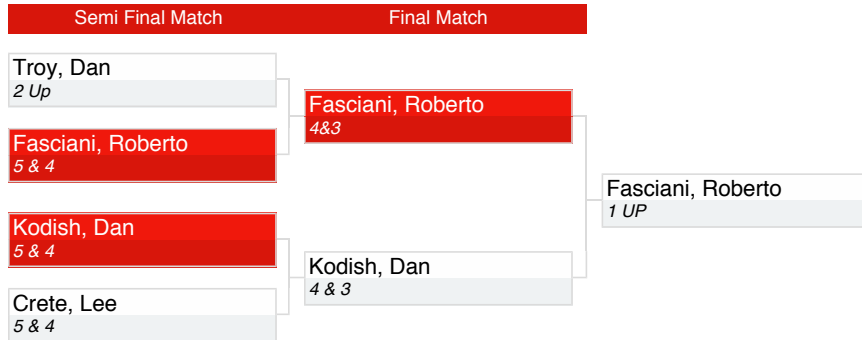 Semi Final Match
Final Match
Troy, Dan
2 Up
Fasciani, Roberto
5 & 4
Kodish, Dan
5 & 4
Crete, Lee
5 & 4
Fasciani, Roberto
4&3
Kodish, Dan
4 & 3
Fasciani, Roberto
1 UP